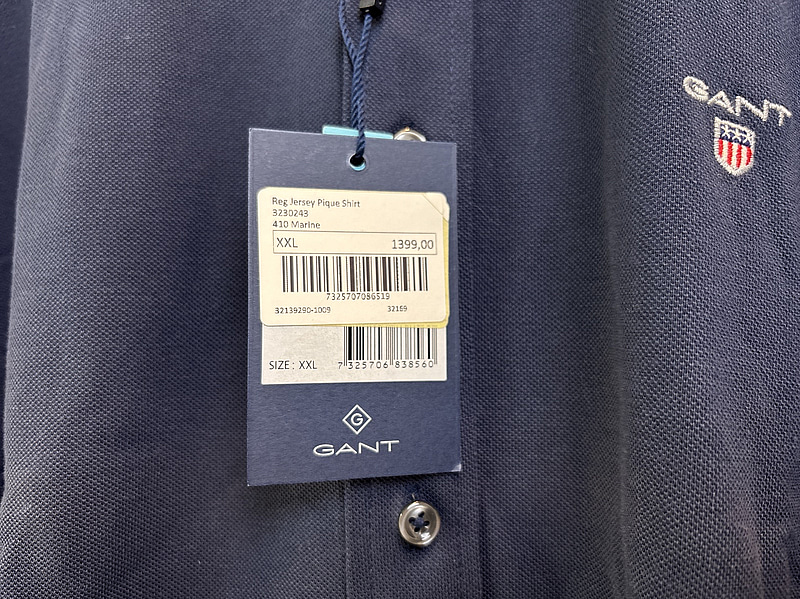 Reg Jersey Pique Shirt
3230243
410 Marine
XXL 1399,00
7325707086519
32139290-1009 32169
SIZE: XXL 7 325706 838560
G
GANT
GANT